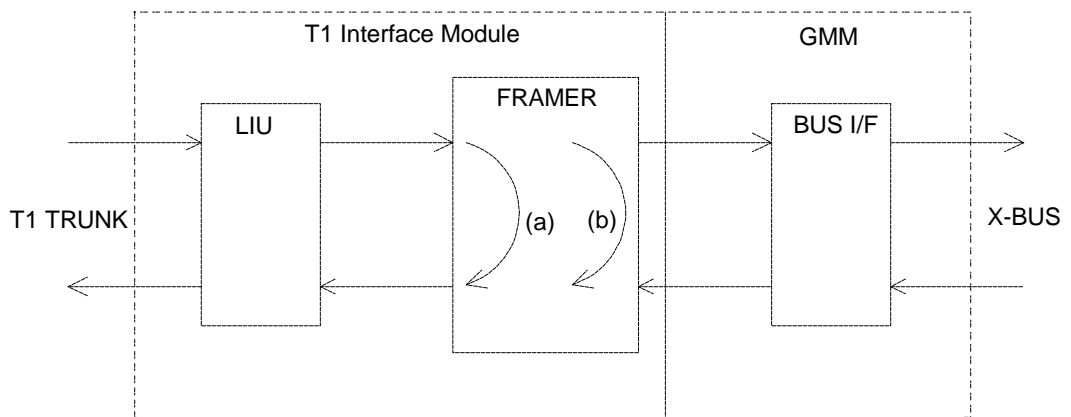 T1 Interface Module
GMM
FRAMER
LIU
BUS I/F
T1 TRUNK
(a)
(b)
X-BUS